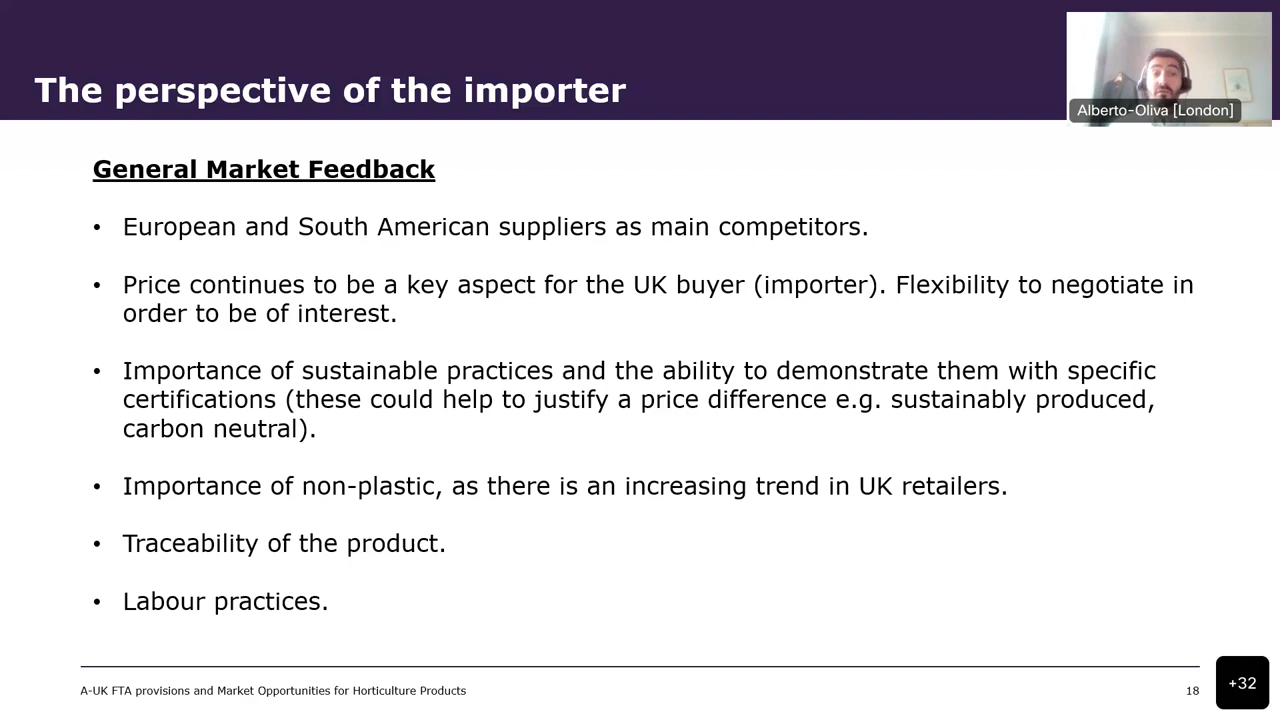 The perspective of the importer
Alberto-Oliva [London]
General Market Feedback
• European and South American suppliers as main competitors.
• Price continues to be a key aspect for the UK buyer (importer). Flexibility to negotiate in
order to be of interest.
• Importance of sustainable practices and the ability to demonstrate them with specific
certifications (these could help to justify a price difference e.g. sustainably produced,
carbon neutral).
• Importance of non-plastic, as there is an increasing trend in UK retailers.
• Traceability of the product.
• Labour practices.
A-UK FTA provisions and Market Opportunities for Horticulture Products
18
+32